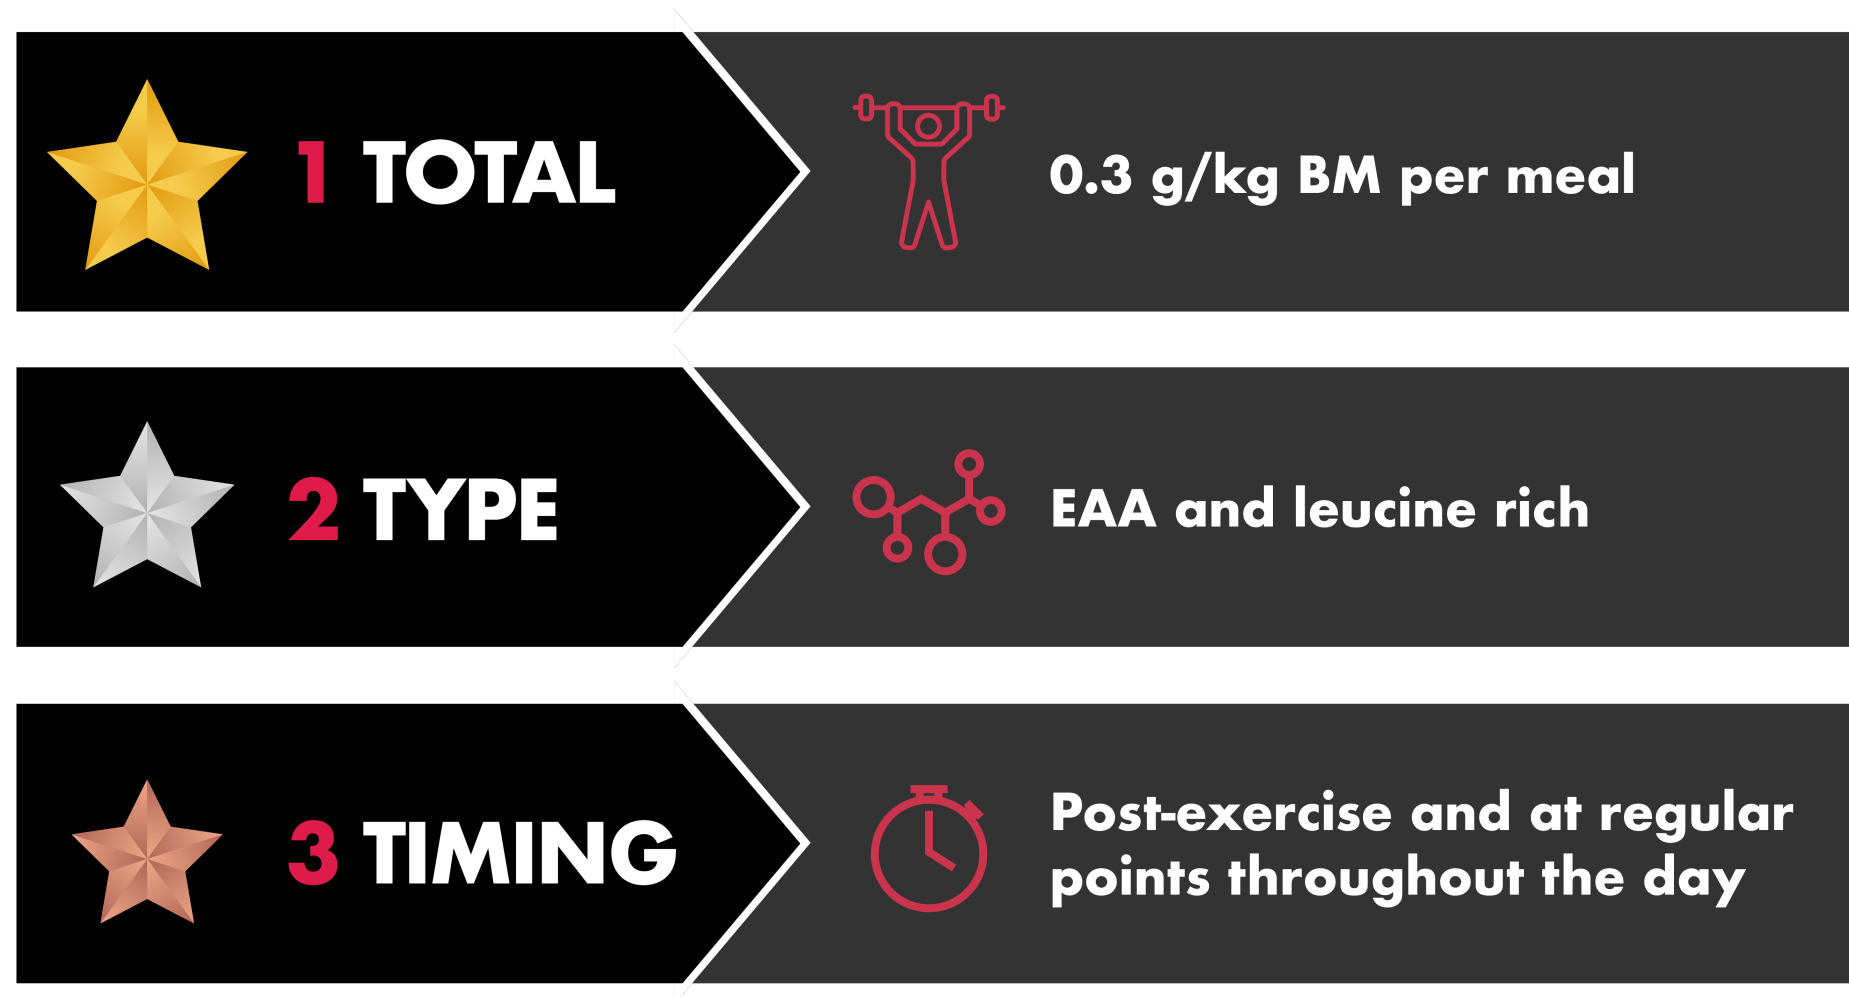 1 TOTAL
0.3 g/kg BM per meal
2 TYPE
EAA and leucine rich
3 TIMING
Post-exercise and at regular
points throughout the day